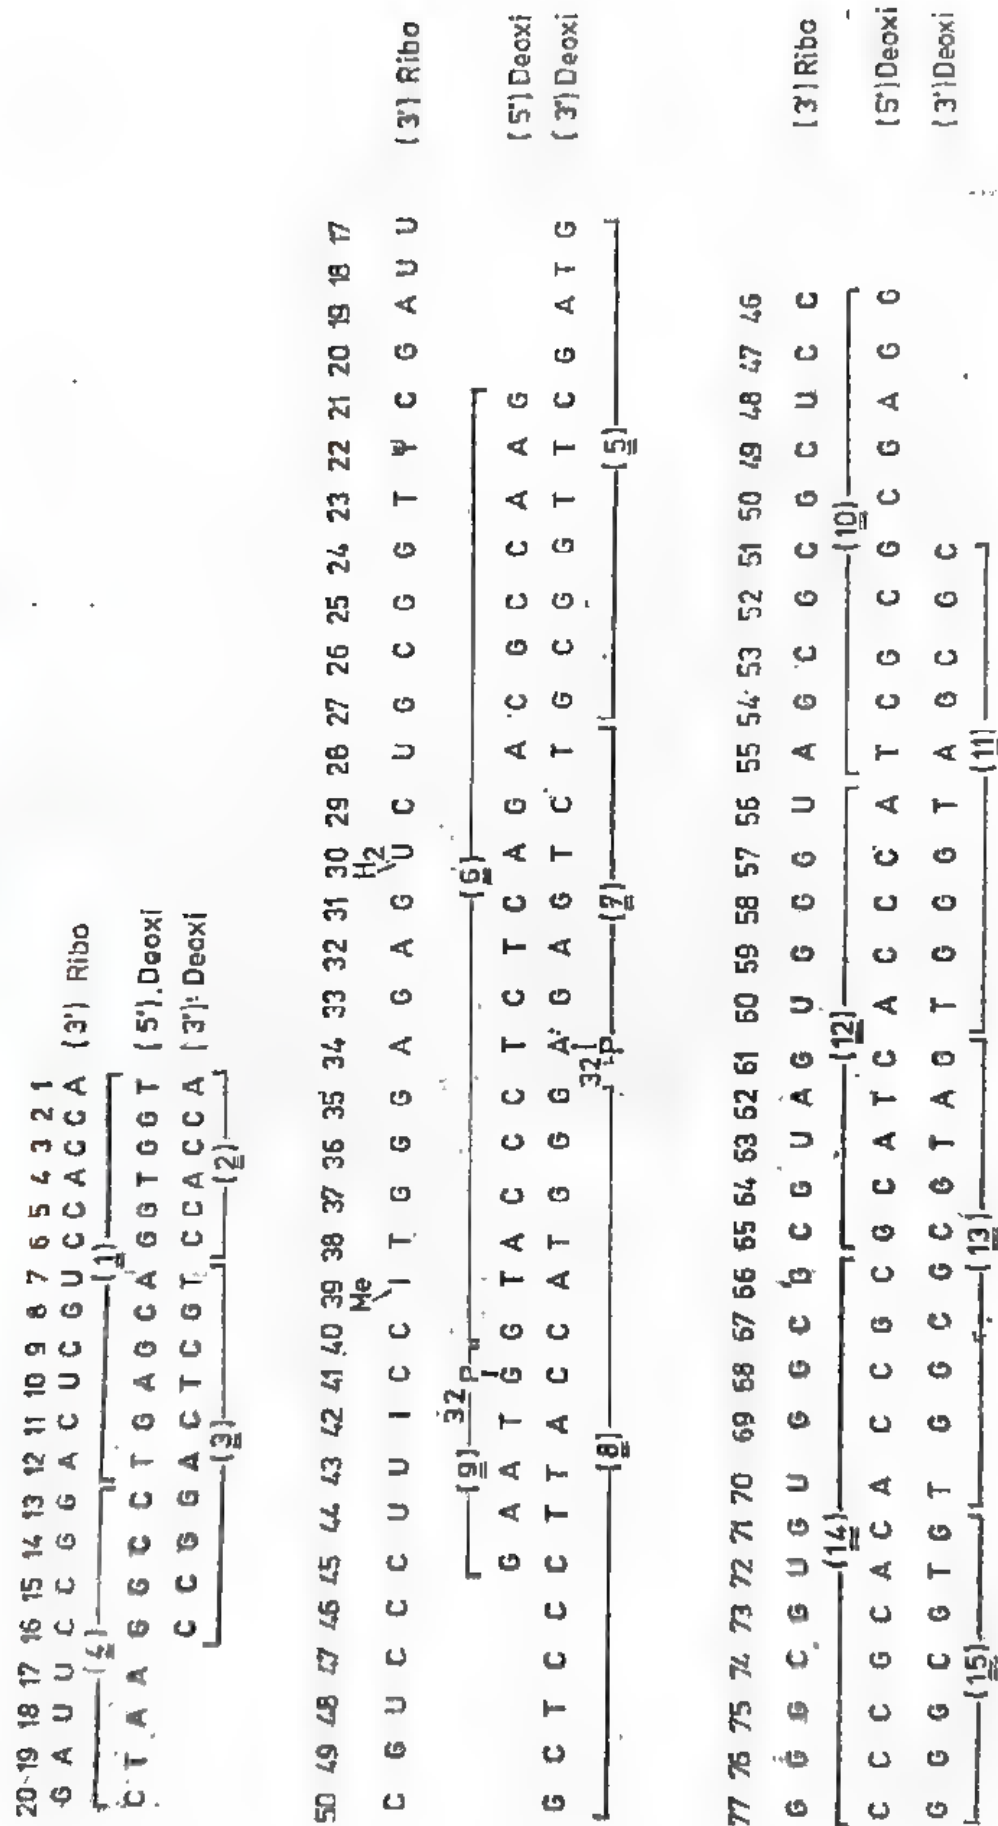 20 19 18 17 16 15 14 13 12 11 10 9 8 7 6 5 4 3 2 1
G A U U C C G G A C U C G U C C A C C A (3') Ribo
(4) (1)
C T A A G G C C T G A G C A G G T G G T (5') Deoxi
C C G G A C T C G T C C A C C A (3') Deoxi
(3) (2)
50 49 48 47 46 45 44 43 42 41 40 39 38 37 36 35 34 33 32 31 30 29 28 27 26 25 24 23 22 21 20 19 18 17
Me H2
C G U C C C U U I C C I T G G G A G A G U C U G C G G T Ψ C G A U U (3') Ribo
(9) 32 P (6)
G A A T G G T A C C C T C T C A G A C G C C A A G (5') Deoxi
G C T C C C T T A C C A T G G G A G A G T C T G C G G T T C G A T G (3') Deoxi
32 P
(8) (7) (5)
77 76 75 74 73 72 71 70 69 68 67 66 65 64 63 62 61 60 59 58 57 56 55 54 53 52 51 50 49 48 47 46
G G G C G U G U G G C G C G U A G U G G G U A G C G C G C U C C (3') Ribo
(14) (12) (10)
C C C G C A C A C C G C G C A T C A C C C A T C G C G C G A G G (5') Deoxi
G G G C G T G T G G C G C G T A G T G G G T A G C G C (3') Deoxi
(15) (13) (11)